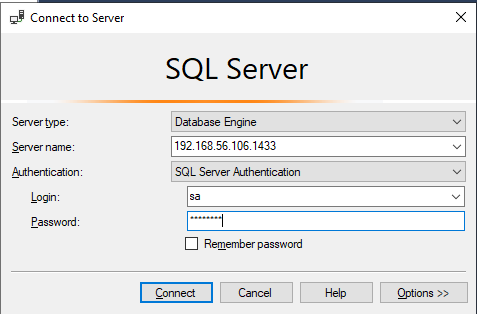 Connect to Server
SQL Server
Server type: Database Engine
Server name: 192.168.56.106.1433
Authentication: SQL Server Authentication
Login: sa
Password: ********
Remember password
Connect Cancel Help Options >>